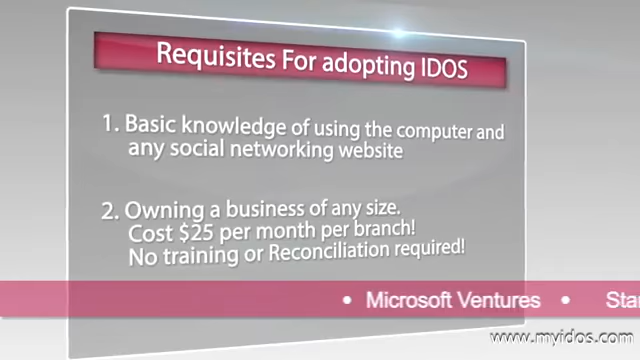 Requisites For adopting IDOS
1. Basic knowledge of using the computer and
any social networking website
2. Owning a business of any size.
Cost $25 per month per branch!
No training or Reconciliation required!
• Microsoft Ventures •
www.myidos.com